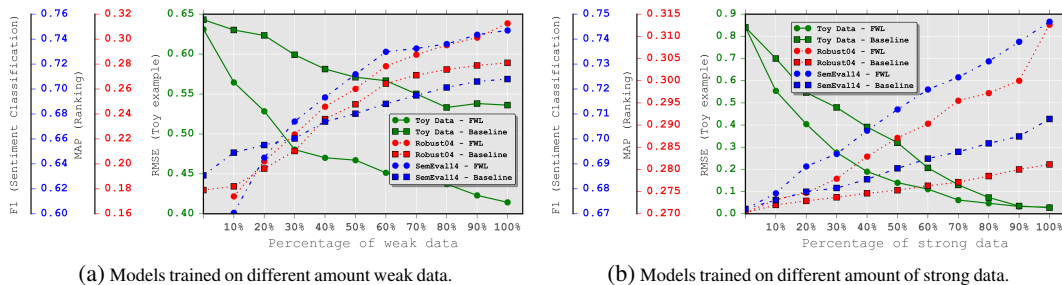 F1 (Sentiment Classification)
0.76
0.74
0.72
0.70
0.68
0.66
0.64
0.62
0.60
MAP (Ranking)
0.32
0.30
0.28
0.26
0.24
0.22
0.20
0.18
0.16
RMSE (Toy example)
0.65
0.60
0.55
0.50
0.45
0.40
Toy Data - FWL
Toy Data - Baseline
Robust04 - FWL
Robust04 - Baseline
SemEval14 - FWL
SemEval14 - Baseline
10% 20% 30% 40% 50% 60% 70% 80% 90% 100%
Percentage of weak data
(a) Models trained on different amount weak data.
F1 (Sentiment Classification)
0.75
0.74
0.73
0.72
0.71
0.70
0.69
0.68
0.67
MAP (Ranking)
0.315
0.310
0.305
0.300
0.295
0.290
0.285
0.280
0.275
0.270
RMSE (Toy example)
0.9
0.8
0.7
0.6
0.5
0.4
0.3
0.2
0.1
0.0
Toy Data - FWL
Toy Data - Baseline
Robust04 - FWL
Robust04 - Baseline
SemEval14 - FWL
SemEval14 - Baseline
10% 20% 30% 40% 50% 60% 70% 80% 90% 100%
Percentage of strong data
(b) Models trained on different amount of strong data.